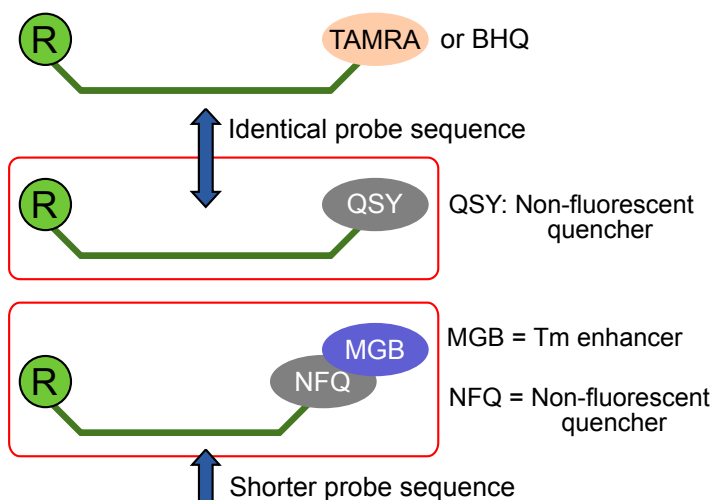 R TAMRA or BHQ
Identical probe sequence
R QSY QSY: Non-fluorescent
quencher
MGB MGB = Tm enhancer
R NFQ NFQ = Non-fluorescent
quencher
Shorter probe sequence